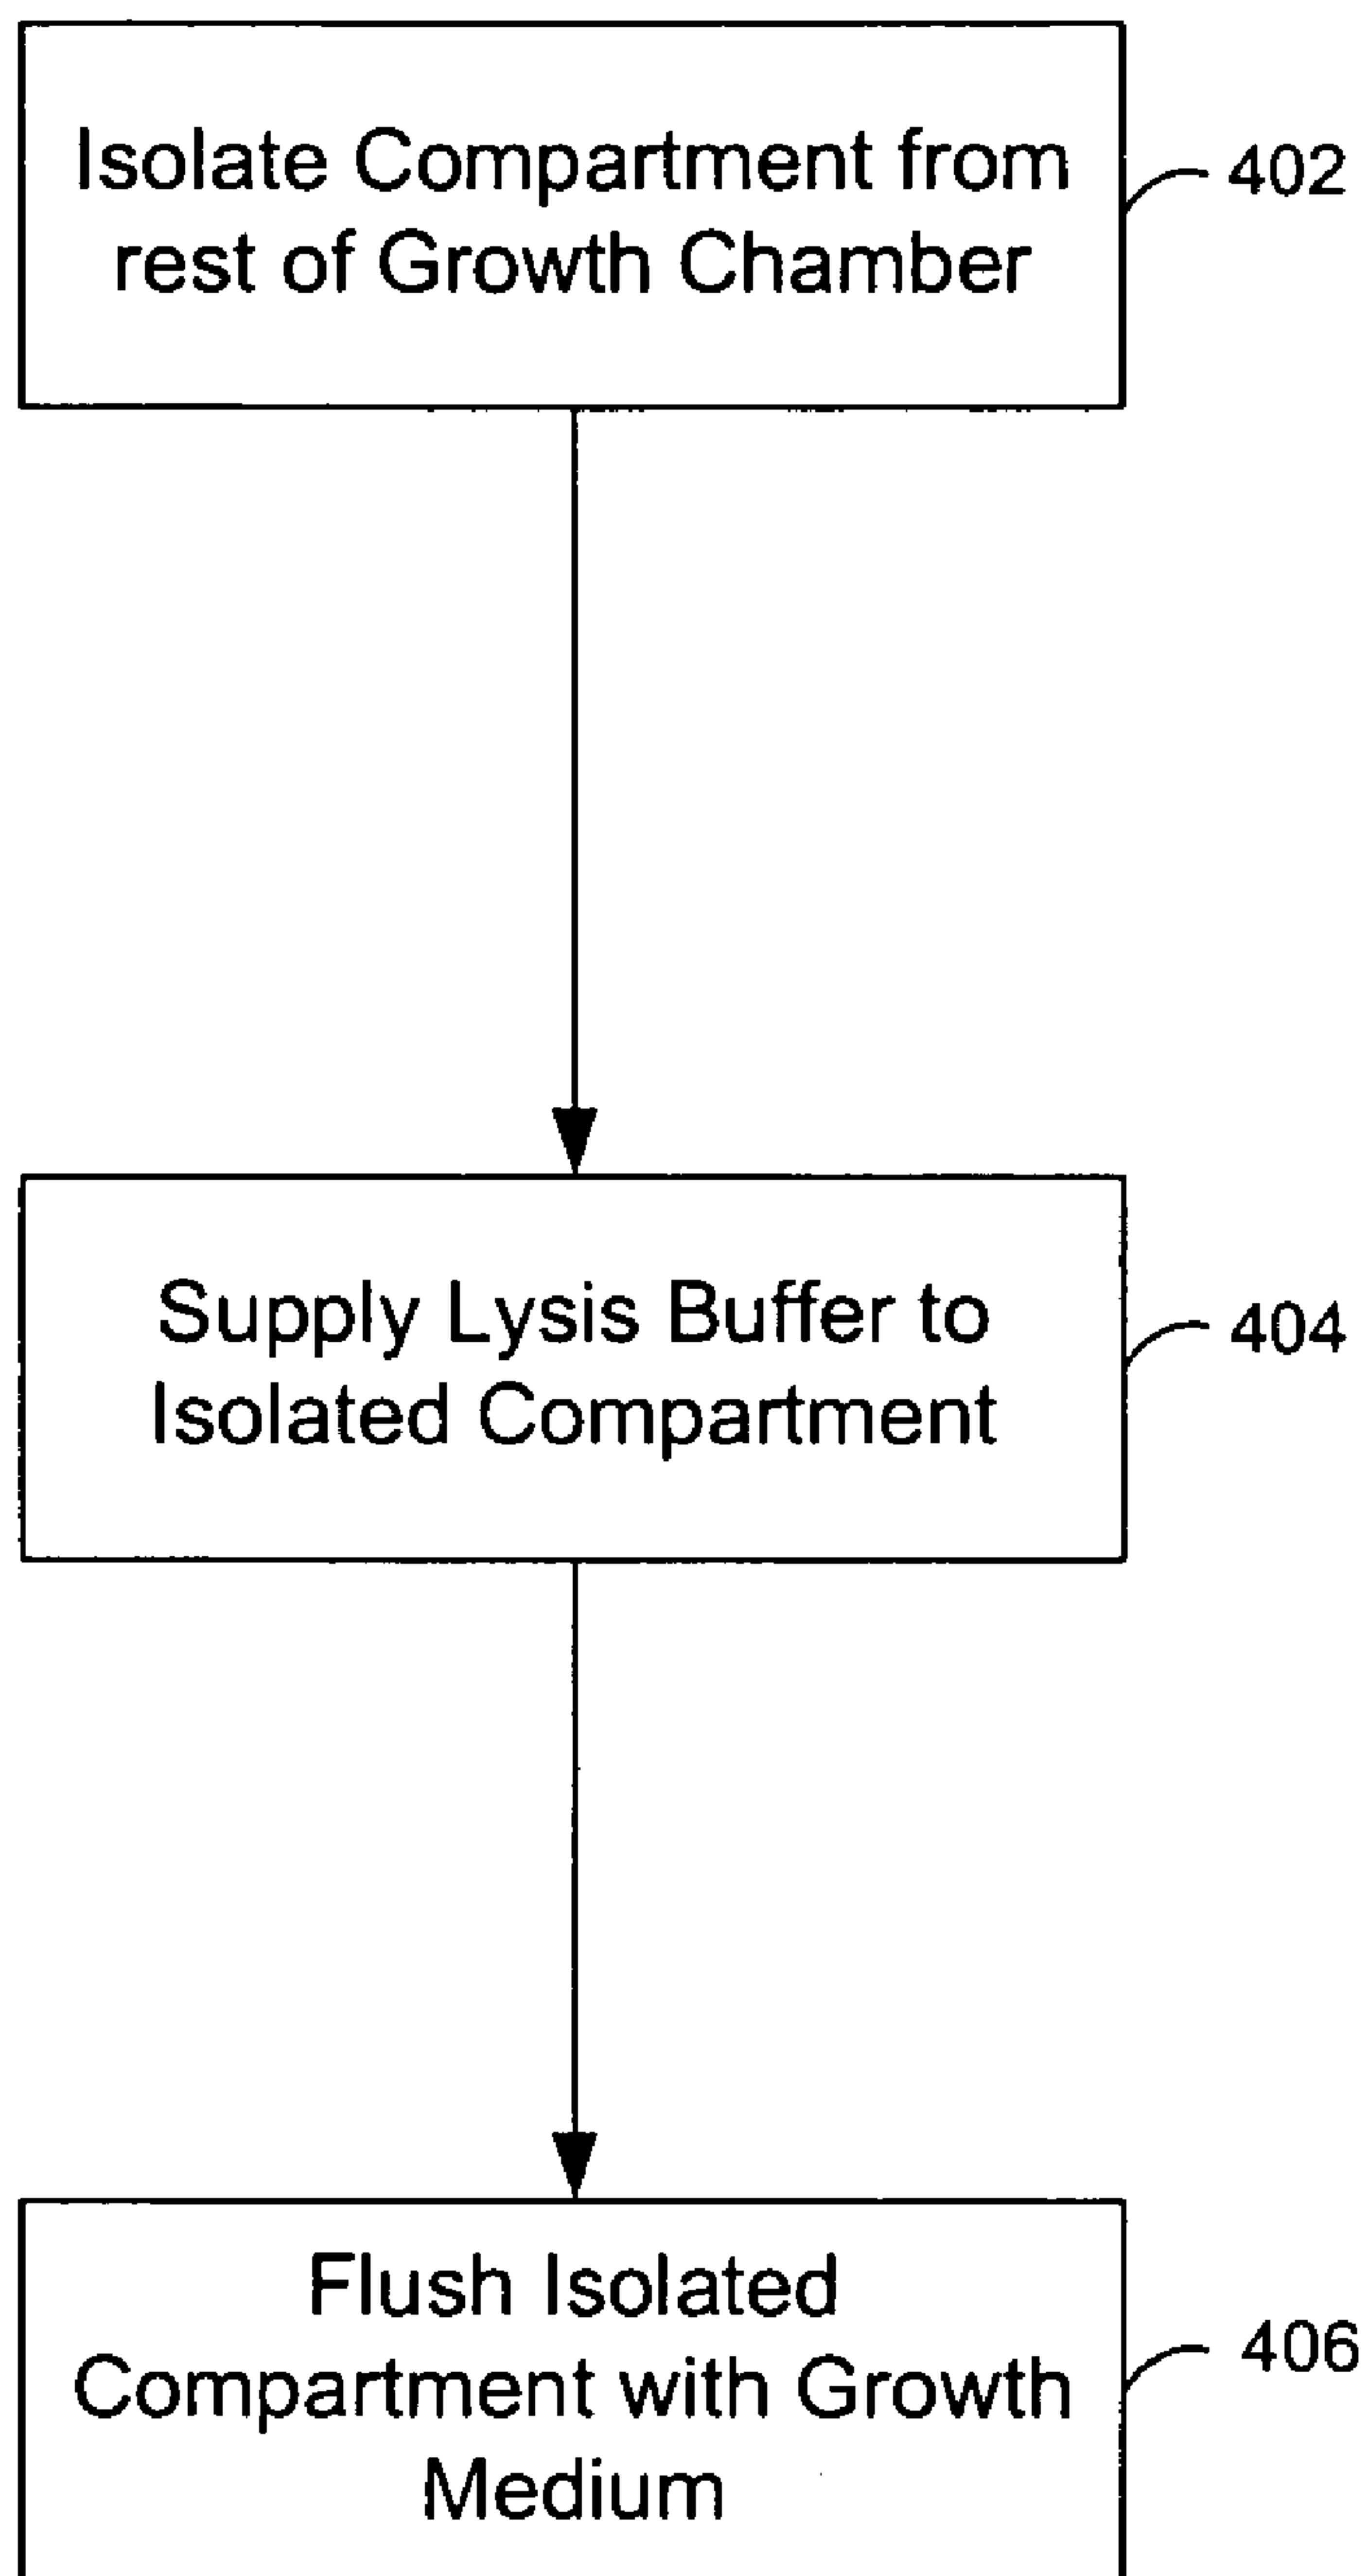 Isolate Compartment from
rest of Growth Chamber
402
Supply Lysis Buffer to
Isolated Compartment
404
Flush Isolated
Compartment with Growth
Medium
406